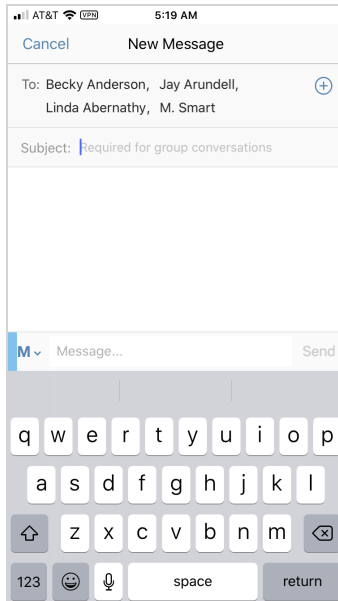 AT&T VPN 5:19 AM
Cancel New Message
To: Becky Anderson, Jay Arundell,
Linda Abernathy, M. Smart
Subject: Required for group conversations
M Message... Send
q w e r t y u i o p
a s d f g h j k l
z x c v b n m
123 space return